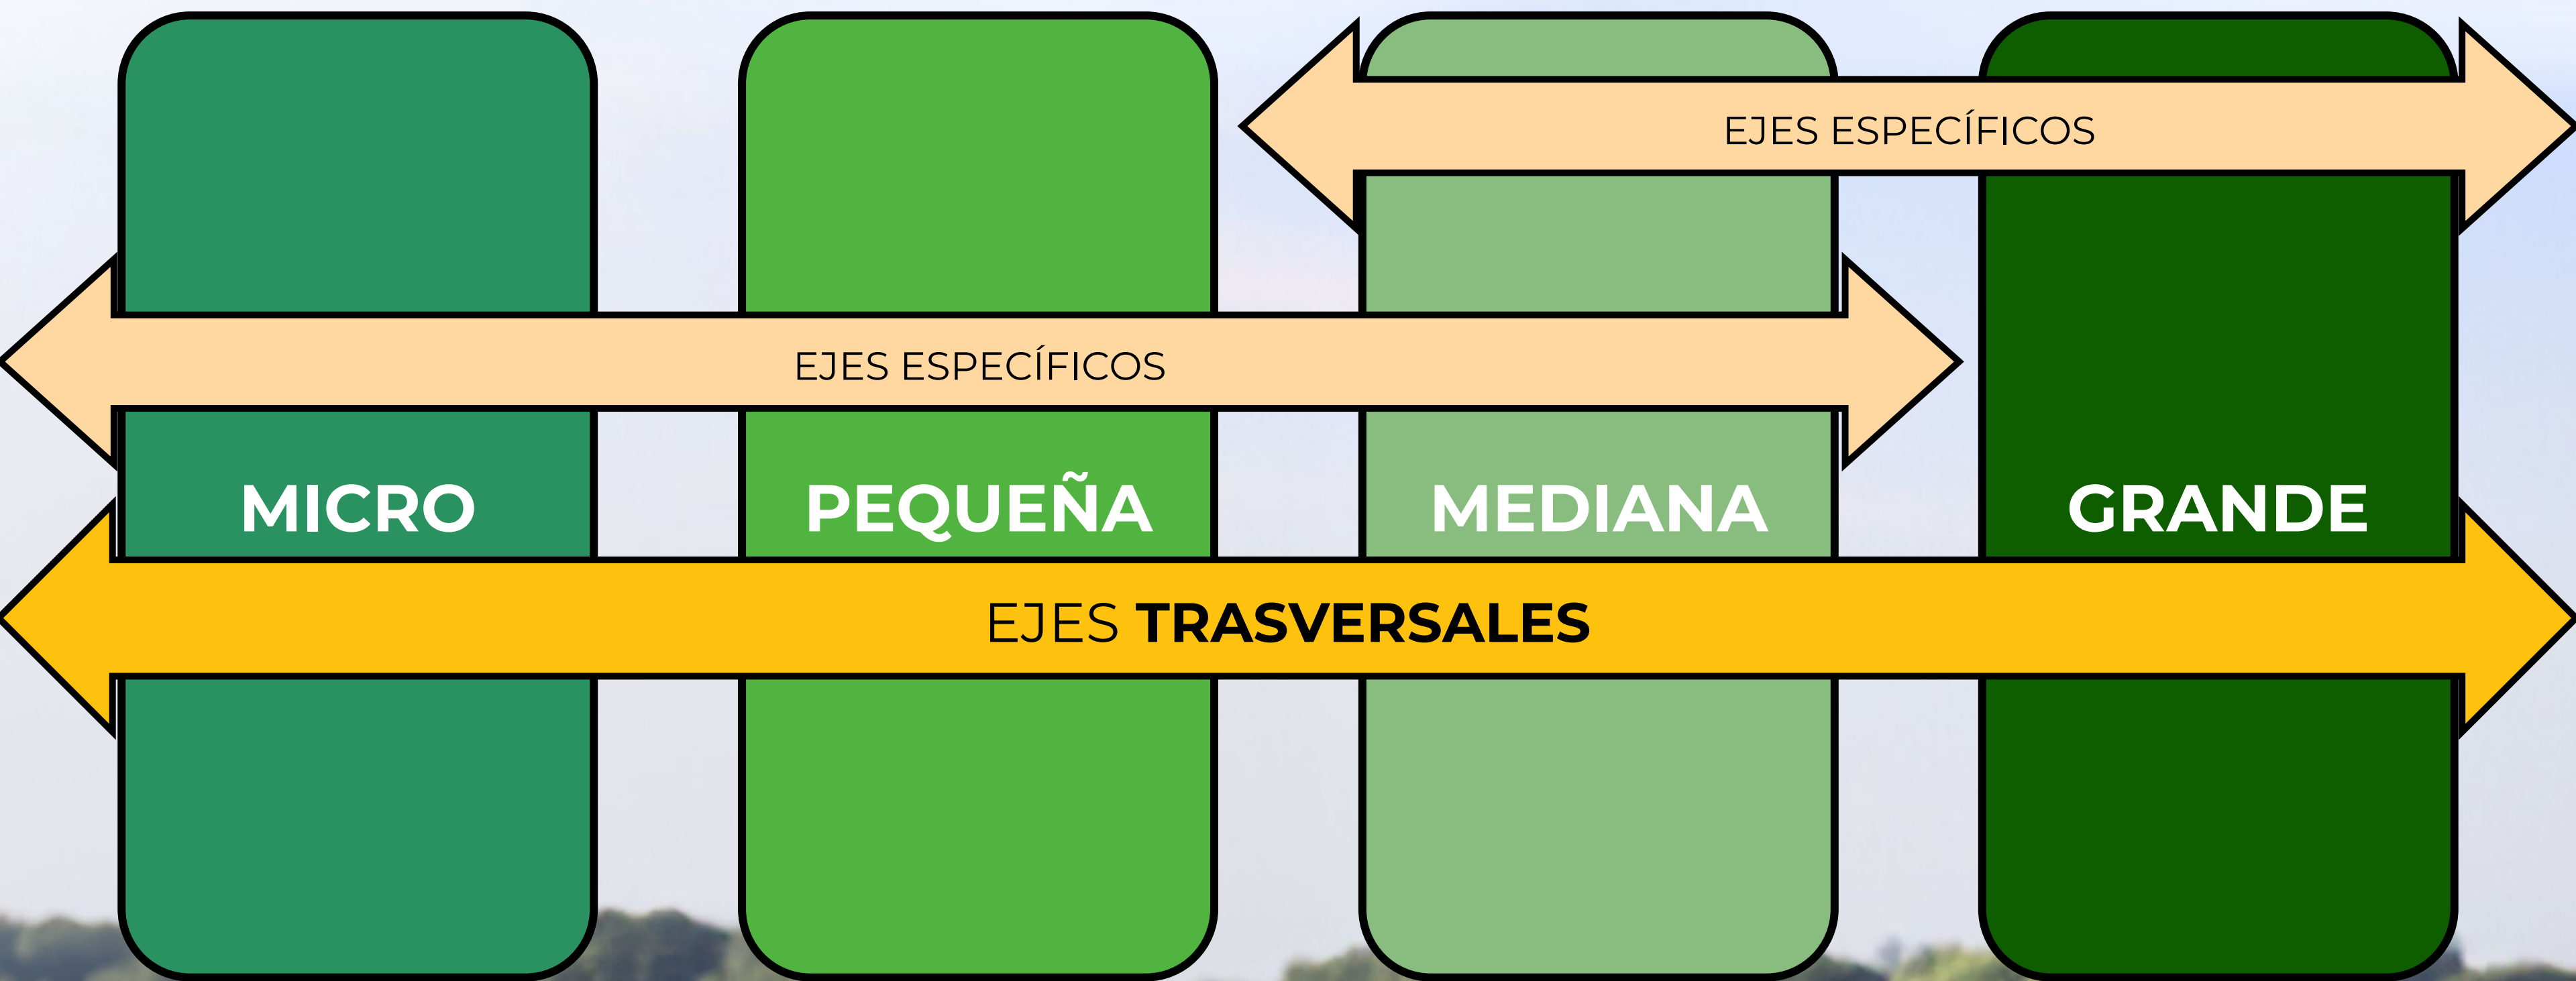 EJES ESPECÍFICOS
EJES ESPECÍFICOS
MICRO
PEQUEÑA
MEDIANA
GRANDE
EJES TRASVERSALES